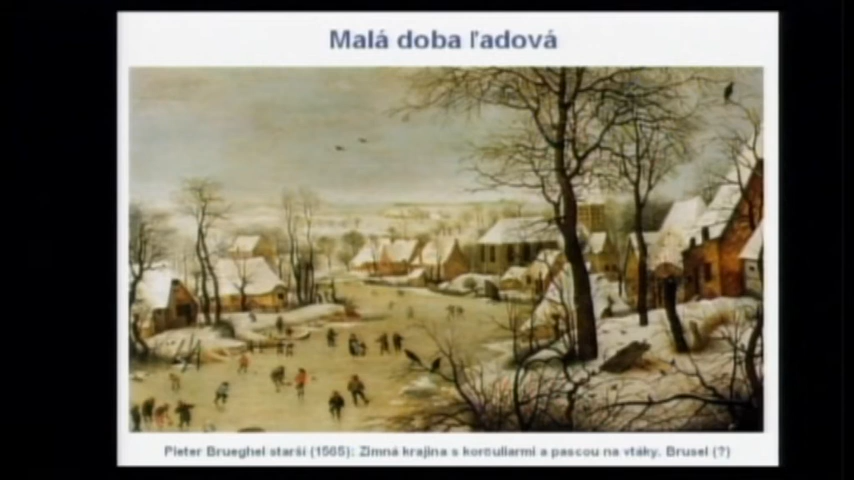 Malá doba ľadová
Pieter Brueghel starší (1565): Zimná krajina s korčuliarmi a pascou na vtáky, Brusel (?)